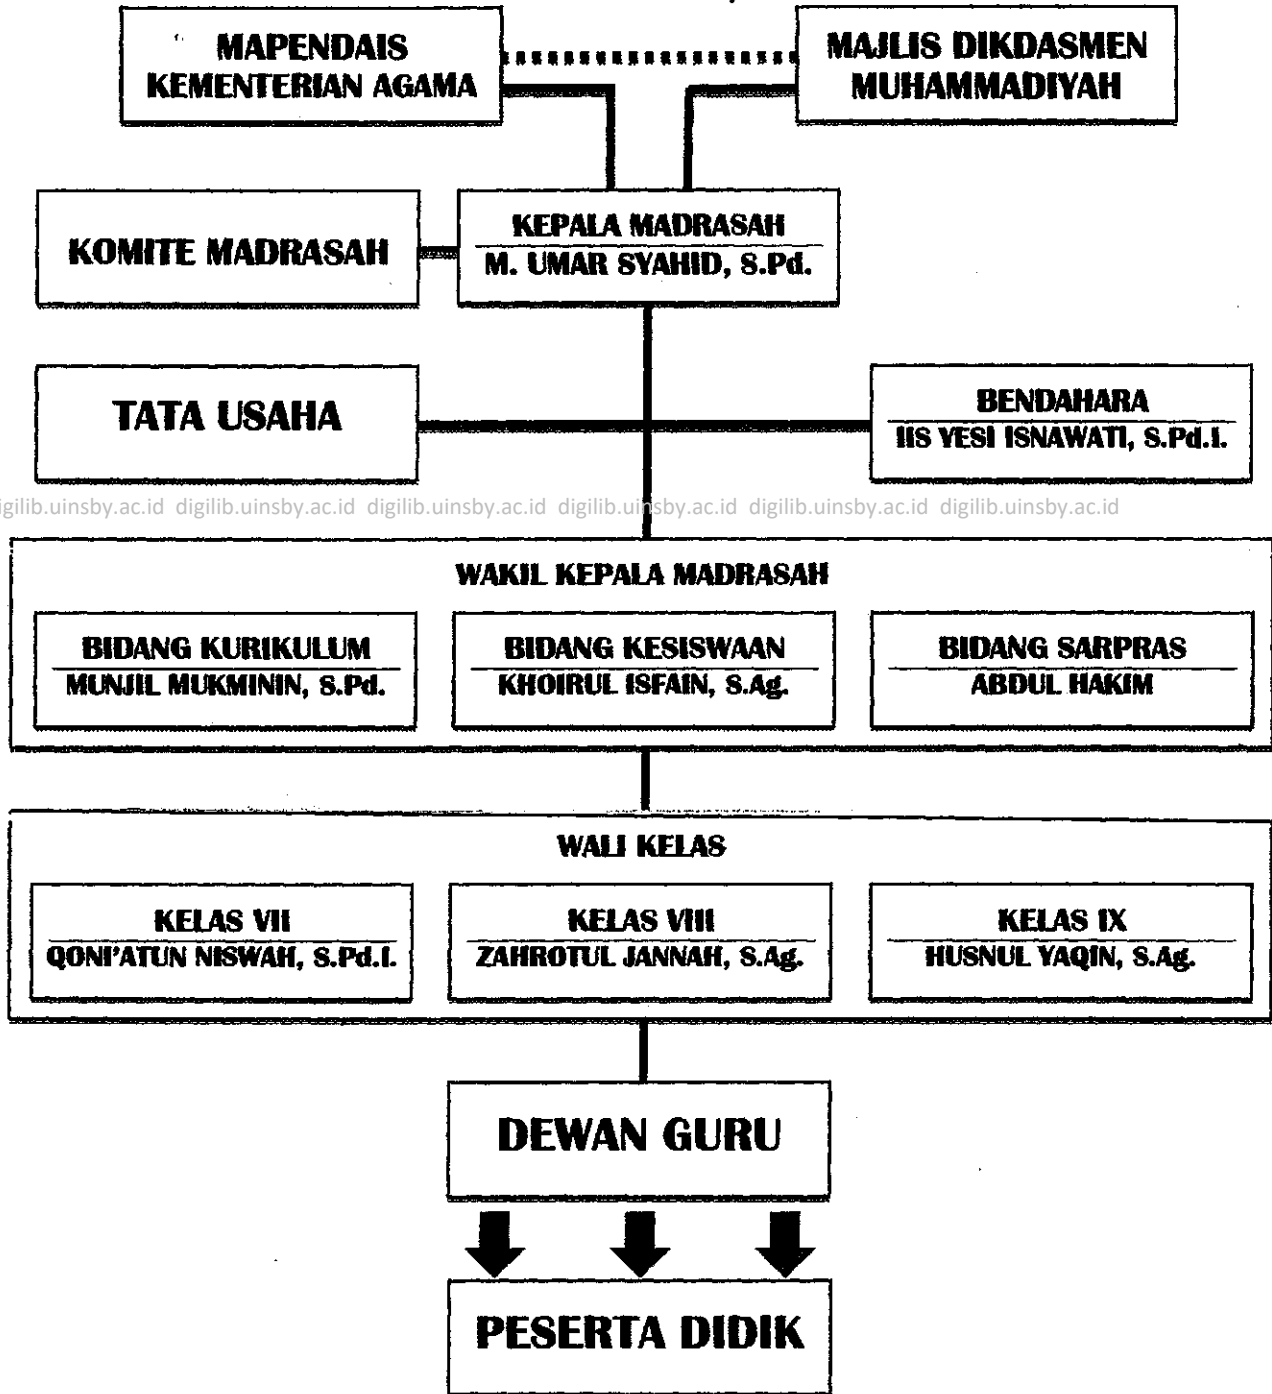 MAPENDAIS
KEMENTERIAN AGAMA
MAJLIS DIKDASMEN
MUHAMMADIYAH
KOMITE MADRASAH
KEPALA MADRASAH
M. UMAR SYAHID, S.Pd.
TATA USAHA
BENDAHARA
IIS YESI ISNAWATI, S.Pd.I.
digilib.uinsby.ac.id digilib.uinsby.ac.id digilib.uinsby.ac.id digilib.uinsby.ac.id digilib.uinsby.ac.id
WAKIL KEPALA MADRASAH
BIDANG KURIKULUM
MUNJIL MUKMININ, S.Pd.
BIDANG KESISWAAN
KHOIRUL ISFAIN, S.Ag.
BIDANG SARPRAS
ABDUL HAKIM
WALI KELAS
KELAS VII
QONI'ATUN NISWAH, S.Pd.I.
KELAS VIII
ZAHROTUL JANNAH, S.Ag.
KELAS IX
HUSNUL YAQIN, S.Ag.
DEWAN GURU
PESERTA DIDIK